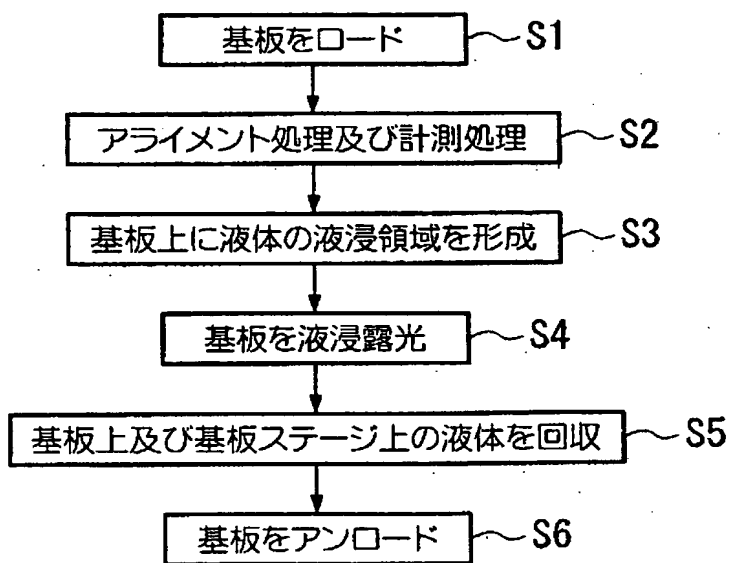 基板をロード S1
アライメント処理及び計測処理 S2
基板上に液体の液浸領域を形成 S3
基板を液浸露光 S4
基板上及び基板ステージ上の液体を回収 S5
基板をアンロード S6